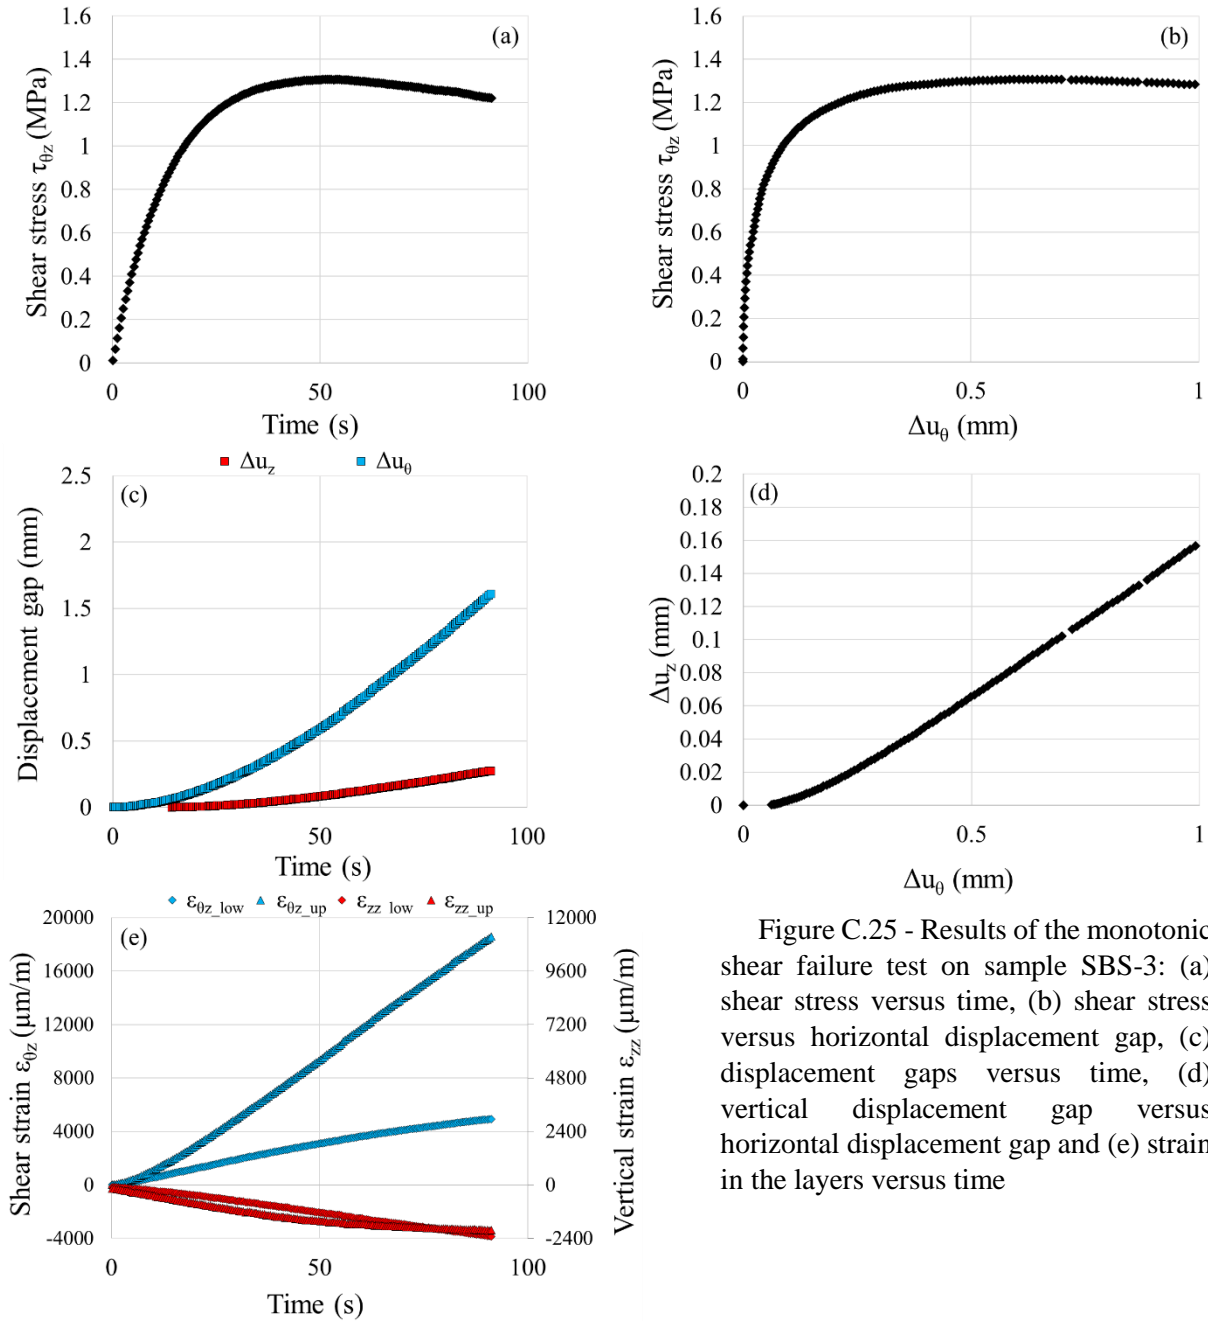 (a)
1.6
1.4
1.2
1
0.8
0.6
0.4
0.2
0
Shear stress τθz (MPa)
0 50 100
Time (s)
(b)
1.6
1.4
1.2
1
0.8
0.6
0.4
0.2
0
Shear stress τθz (MPa)
0 0.5 1
Δuθ (mm)
Δuz Δuθ
(c)
2.5
2
1.5
1
0.5
0
Displacement gap (mm)
0 50 100
Time (s)
(d)
0.2
0.18
0.16
0.14
0.12
0.1
0.08
0.06
0.04
0.02
0
Δuz (mm)
0 0.5 1
Δuθ (mm)
εθz_low εθz_up εzz_low εzz_up
(e)
20000
16000
12000
8000
4000
0
-4000
Shear strain εθz (μm/m)
12000
9600
7200
4800
2400
0
-2400
Vertical strain εzz (μm/m)
0 50 100
Time (s)
Figure C.25 - Results of the monotonic
shear failure test on sample SBS-3: (a)
shear stress versus time, (b) shear stress
versus horizontal displacement gap, (c)
displacement gaps versus time, (d)
vertical displacement gap versus
horizontal displacement gap and (e) strain
in the layers versus time